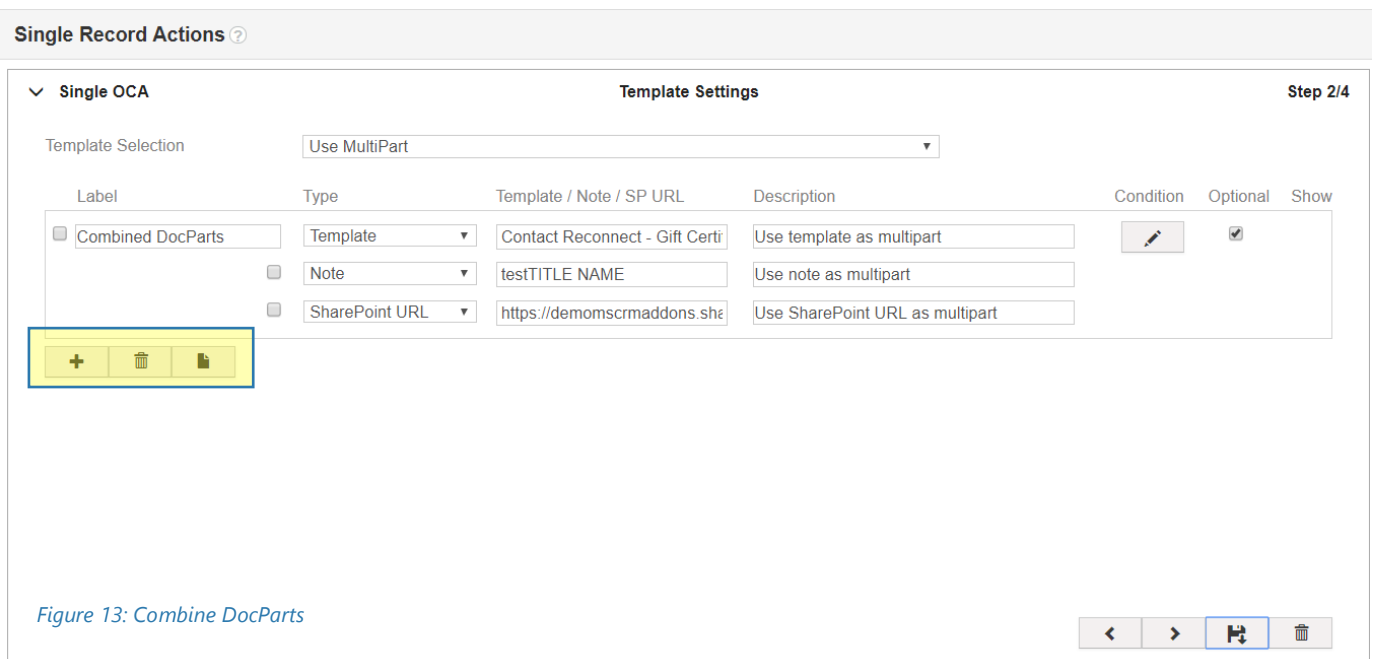 Single Record Actions ?
Single OCA Template Settings Step 2/4
Template Selection Use MultiPart
Label Type Template / Note / SP URL Description Condition Optional Show
Combined DocParts Template Contact Reconnect - Gift Certi Use template as multipart
Note testTITLE NAME Use note as multipart
SharePoint URL https://demomscrmaddons.sha Use SharePoint URL as multipart
Figure 13: Combine DocParts